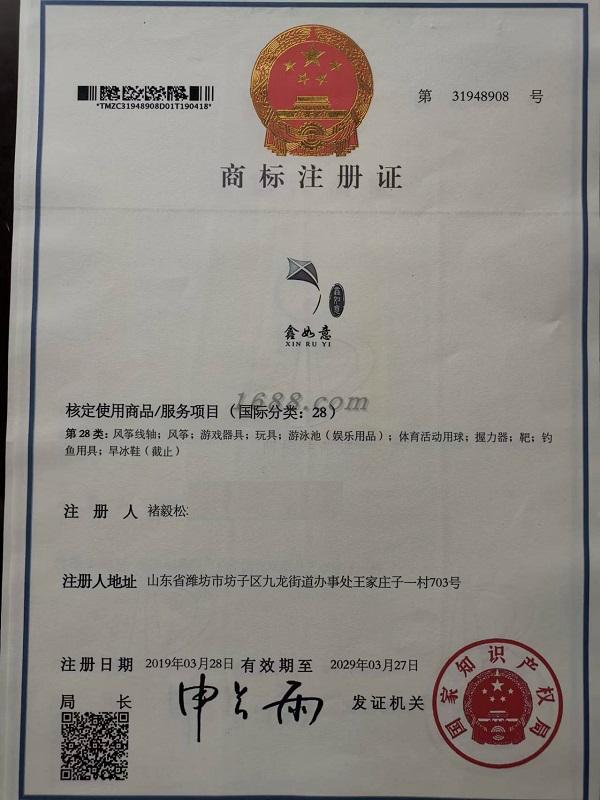 *TMZC31948908D01T190418*
第 31948908 号
商标注册证
鑫如意
鑫如意
XIN RU YI
1688.com
核定使用商品/服务项目（国际分类：28）
第28类：风筝线轴；风筝；游戏器具；玩具；游泳池（娱乐用品）；体育活动用球；握力器；靶；钓
鱼用具；旱冰鞋（截止）
注册人 褚毅松
注册人地址 山东省潍坊市坊子区九龙街道办事处王家庄子一村703号
注册日期 2019年03月28日 有效期至 2029年03月27日
局长 申长雨 发证机关
国家知识产权局